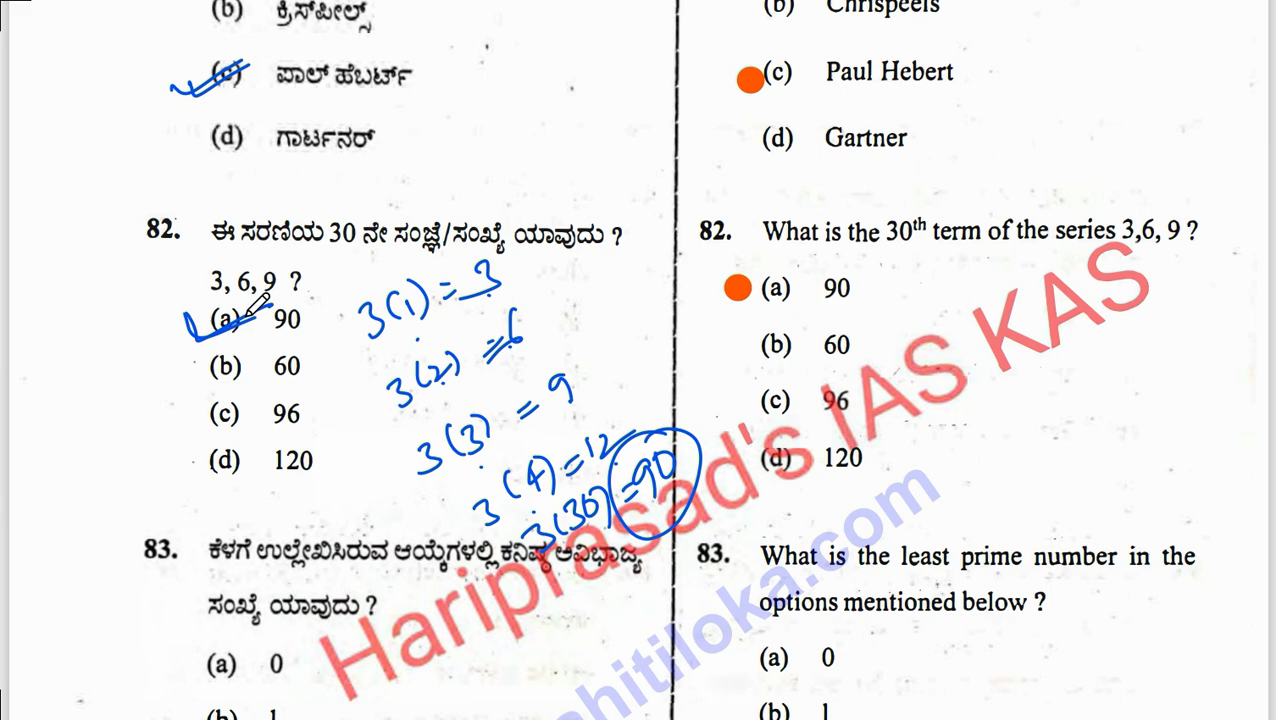 (b) ಕ್ರಿಸ್‌ಪೀಲ್ಸ್
(c) ಪಾಲ್ ಹೆಬರ್ಟ್
(d) ಗಾರ್ಟನರ್
82. ಈ ಸರಣಿಯ 30 ನೇ ಸಂಜ್ಞೆ/ಸಂಖ್ಯೆ ಯಾವುದು ?
3, 6, 9 ?
(a) 90
(b) 60
(c) 96
(d) 120
3(1) = 3
3(2) = 6
3(3) = 9
3(4) = 12
3(30) = 90
83. ಕೆಳಗೆ ಉಲ್ಲೇಖಿಸಿರುವ ಆಯ್ಕೆಗಳಲ್ಲಿ ಕನಿಷ್ಠ ಅವಿಭಾಜ್ಯ
ಸಂಖ್ಯೆ ಯಾವುದು ?
(a) 0
(b) 1
(b) Chrispeels
(c) Paul Hebert
(d) Gartner
82. What is the 30th term of the series 3,6, 9 ?
(a) 90
(b) 60
(c) 96
(d) 120
83. What is the least prime number in the
options mentioned below ?
(a) 0
(b) 1
Hariprasad's IAS KAS
ahitiloka.com